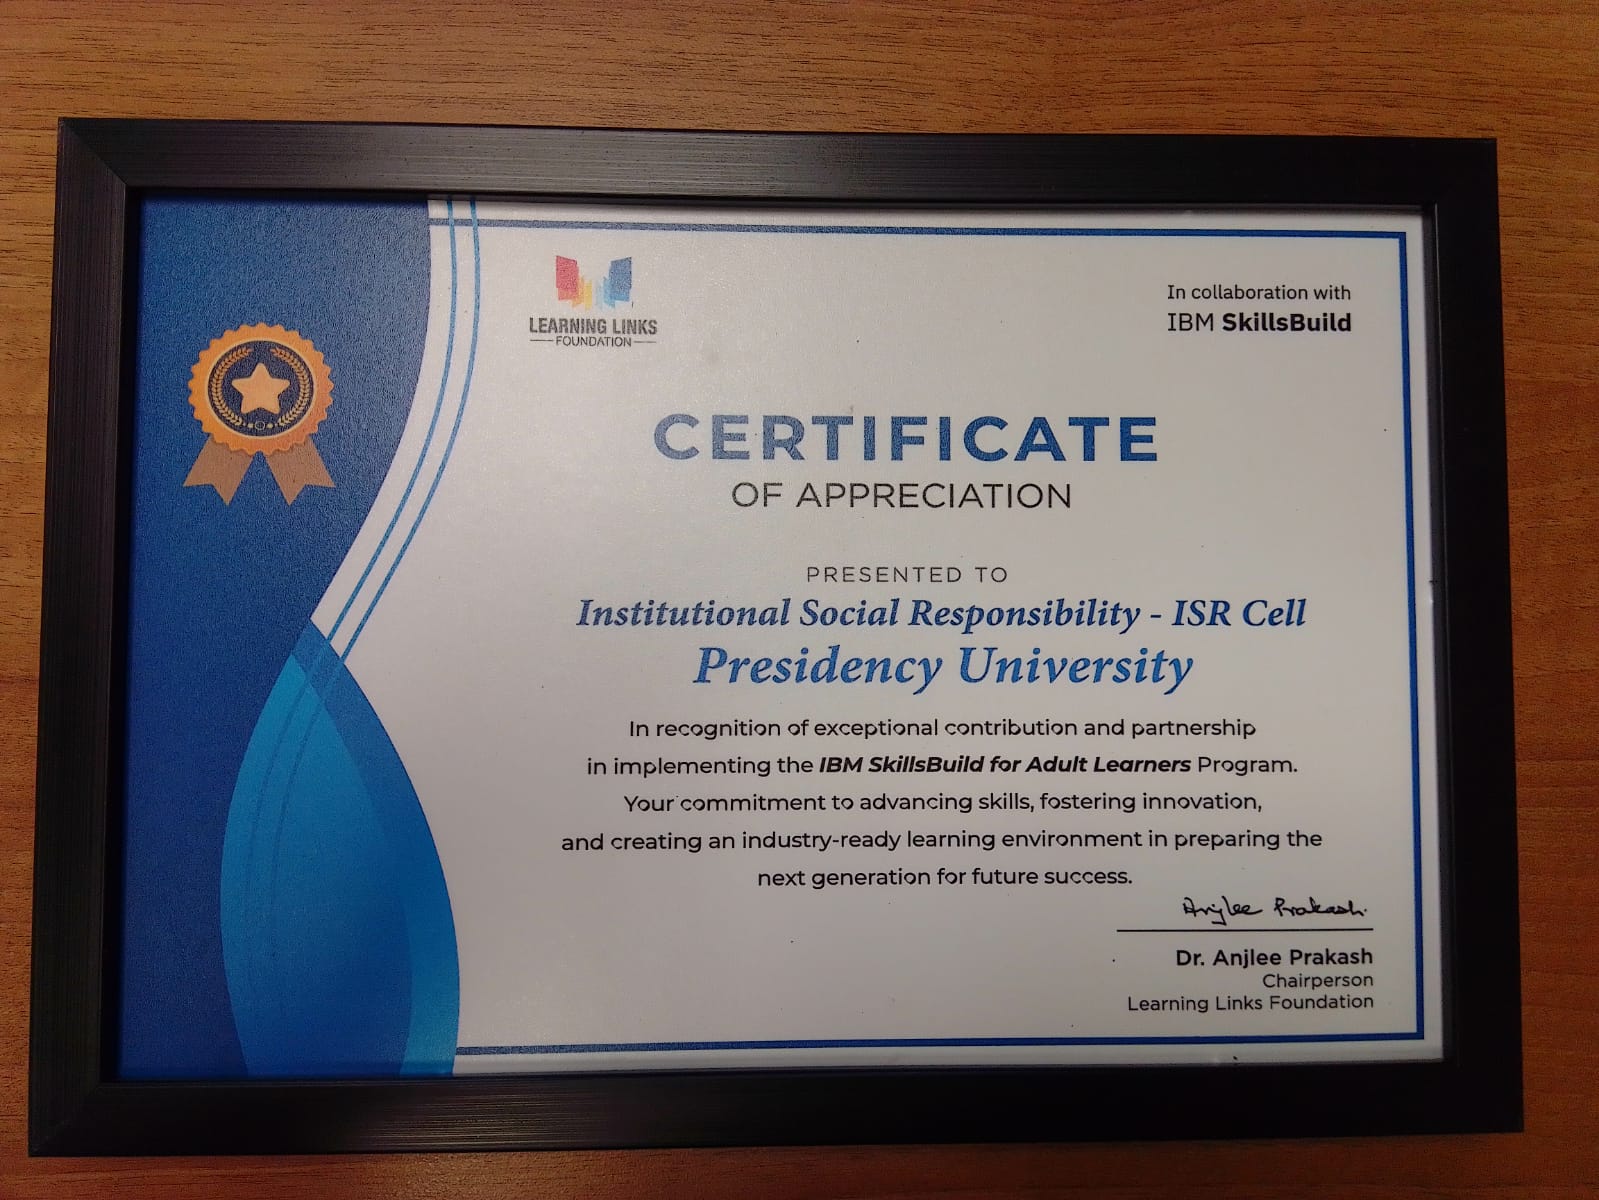 LEARNING LINKS
FOUNDATION
In collaboration with
IBM SkillsBuild
CERTIFICATE
OF APPRECIATION
PRESENTED TO
Institutional Social Responsibility - ISR Cell
Presidency University
In recognition of exceptional contribution and partnership
in implementing the IBM SkillsBuild for Adult Learners Program.
Your commitment to advancing skills, fostering innovation,
and creating an industry-ready learning environment in preparing the
next generation for future success.
Anjlee Prakash.
Dr. Anjlee Prakash
Chairperson
Learning Links Foundation